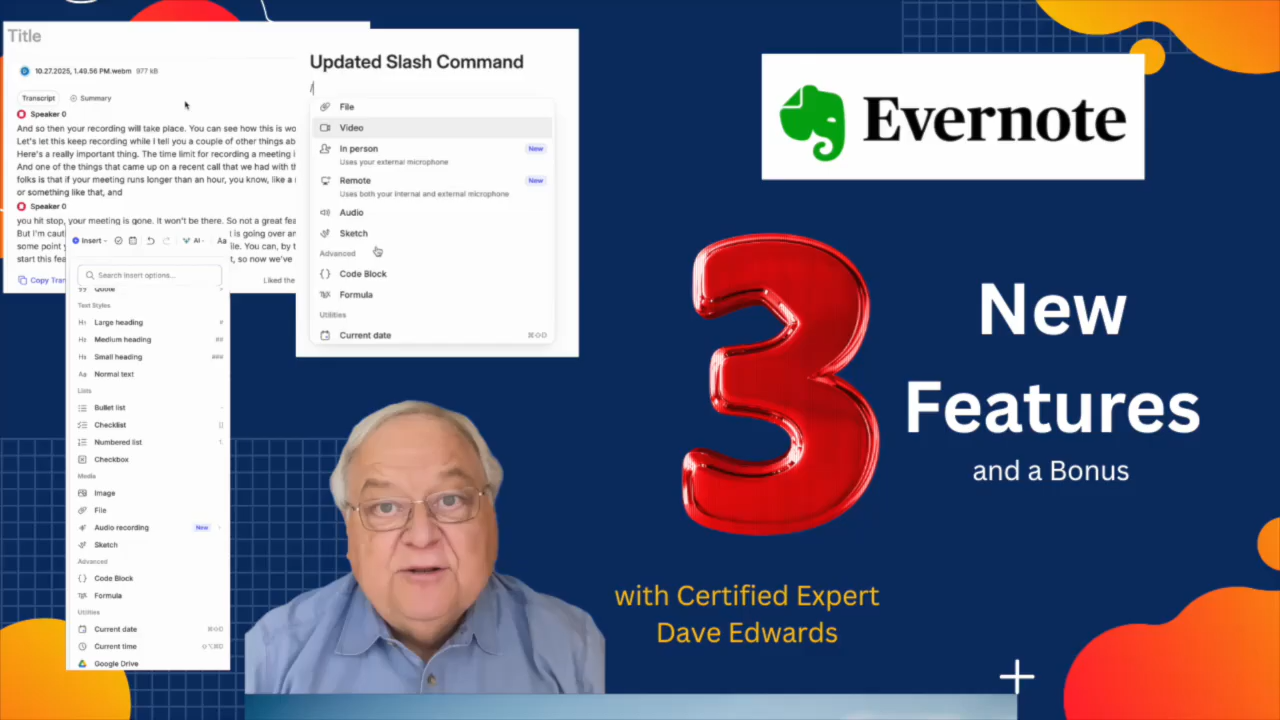 Title
10.27.2025, 1.49.56 PM.webm 977 kB
Transcript
Summary
Speaker 0
And so then your recording will take place. You can see how this is wo
Let's let this keep recording while I tell you a couple of other things ab
Here's a really important thing. The time limit for recording a meeting i
And one of the things that came up on a recent call that we had with th
folks is that if your meeting runs longer than an hour, you know, like a
or something like that, and
Speaker 0
you hit stop, your meeting is gone. It won't be there. So not a great fea
But I'm caut
t is going over an
some point y
ile. You can, by t
start this fea
t, so now we've
Copy Tran
Liked the
Updated Slash Command
/
File
Video
In person New
Uses your external microphone
Remote New
Uses both your internal and external microphone
Audio
Sketch
Advanced
{} Code Block
TEX Formula
Utilities
Current date ⌘⇧D
Insert
AI
Aa
Search insert options...
Quote >
Text Styles
H1 Large heading #
H2 Medium heading ##
H3 Small heading ###
Aa Normal text
Lists
Bullet list -
Checklist []
Numbered list 1.
Checkbox
Media
Image
File
Audio recording New
Sketch
Advanced
{} Code Block
TEX Formula
Utilities
Current date ⌘⇧D
Current time
Google Drive
Evernote
3
New
Features
and a Bonus
with Certified Expert
Dave Edwards